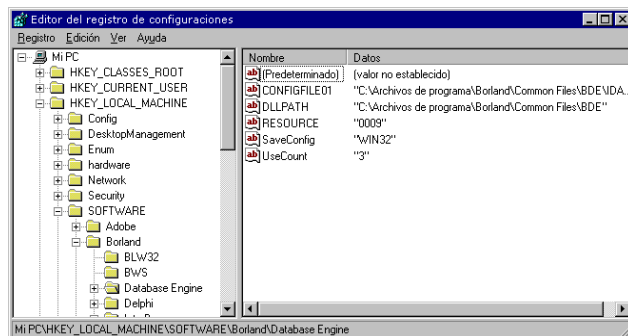 Editor del registro de configuraciones
Registro Edición Ver Ayuda
Mi PC
HKEY_CLASSES_ROOT
HKEY_CURRENT_USER
HKEY_LOCAL_MACHINE
Config
DesktopManagement
Enum
hardware
Network
Security
SOFTWARE
Adobe
Borland
BLW32
BWS
Database Engine
Delphi
Nombre Datos
(Predeterminado) (valor no establecido)
CONFIGFILE01 "C:\Archivos de programa\Borland\Common Files\BDE\IDA...
DLLPATH "C:\Archivos de programa\Borland\Common Files\BDE"
RESOURCE "0009"
SaveConfig "WIN32"
UseCount "3"
Mi PC\HKEY_LOCAL_MACHINE\SOFTWARE\Borland\Database Engine